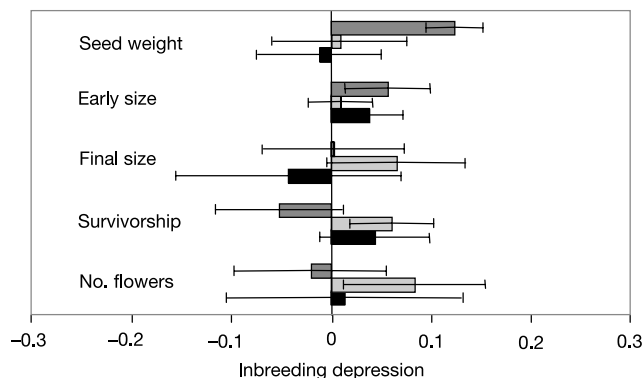 Seed weight
Early size
Final size
Survivorship
No. flowers
–0.3 –0.2 –0.1 0 0.1 0.2 0.3
Inbreeding depression